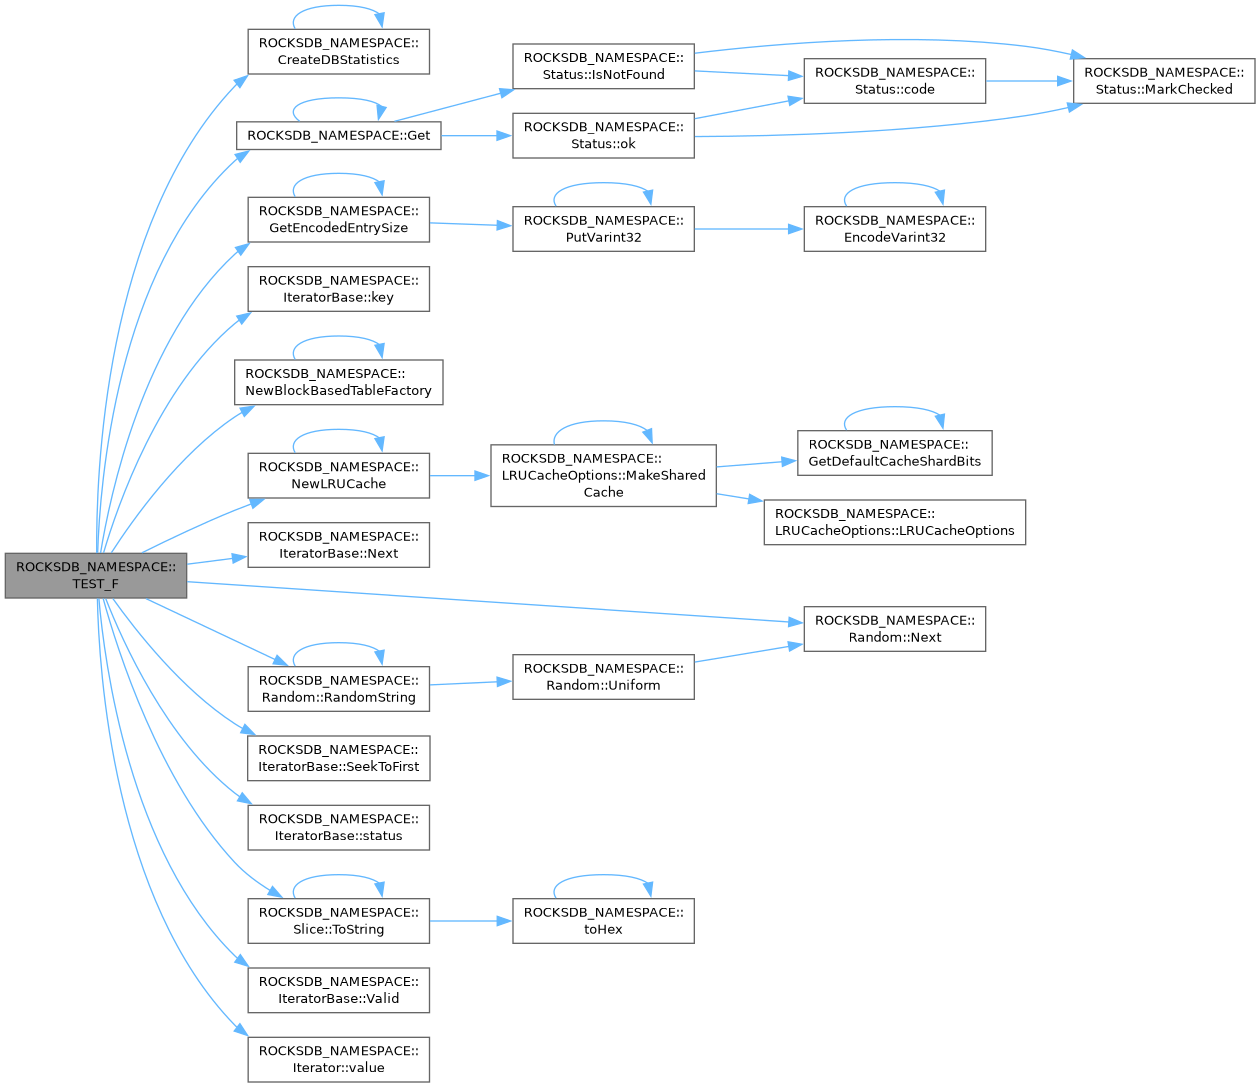 ROCKSDB_NAMESPACE::
TEST_F
ROCKSDB_NAMESPACE::
CreateDBStatistics
ROCKSDB_NAMESPACE::Get
ROCKSDB_NAMESPACE::
Status::IsNotFound
ROCKSDB_NAMESPACE::
Status::code
ROCKSDB_NAMESPACE::
Status::MarkChecked
ROCKSDB_NAMESPACE::
Status::ok
ROCKSDB_NAMESPACE::
GetEncodedEntrySize
ROCKSDB_NAMESPACE::
PutVarint32
ROCKSDB_NAMESPACE::
EncodeVarint32
ROCKSDB_NAMESPACE::
IteratorBase::key
ROCKSDB_NAMESPACE::
NewBlockBasedTableFactory
ROCKSDB_NAMESPACE::
NewLRUCache
ROCKSDB_NAMESPACE::
LRUCacheOptions::MakeShared
Cache
ROCKSDB_NAMESPACE::
GetDefaultCacheShardBits
ROCKSDB_NAMESPACE::
LRUCacheOptions::LRUCacheOptions
ROCKSDB_NAMESPACE::
IteratorBase::Next
ROCKSDB_NAMESPACE::
Random::Next
ROCKSDB_NAMESPACE::
Random::RandomString
ROCKSDB_NAMESPACE::
Random::Uniform
ROCKSDB_NAMESPACE::
IteratorBase::SeekToFirst
ROCKSDB_NAMESPACE::
IteratorBase::status
ROCKSDB_NAMESPACE::
Slice::ToString
ROCKSDB_NAMESPACE::
toHex
ROCKSDB_NAMESPACE::
IteratorBase::Valid
ROCKSDB_NAMESPACE::
Iterator::value